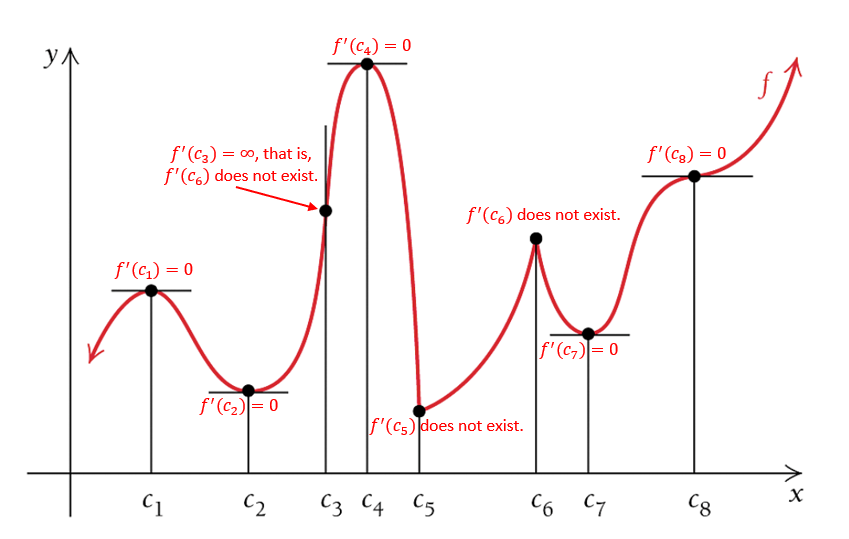 f′(c₄) = 0
y
f
f′(c₃) = ∞, that is,
f′(c₆) does not exist.
f′(c₈) = 0
f′(c₆) does not exist.
f′(c₁) = 0
f′(c₇) = 0
f′(c₂) = 0
f′(c₅) does not exist.
c₁ c₂ c₃ c₄ c₅ c₆ c₇ c₈ x